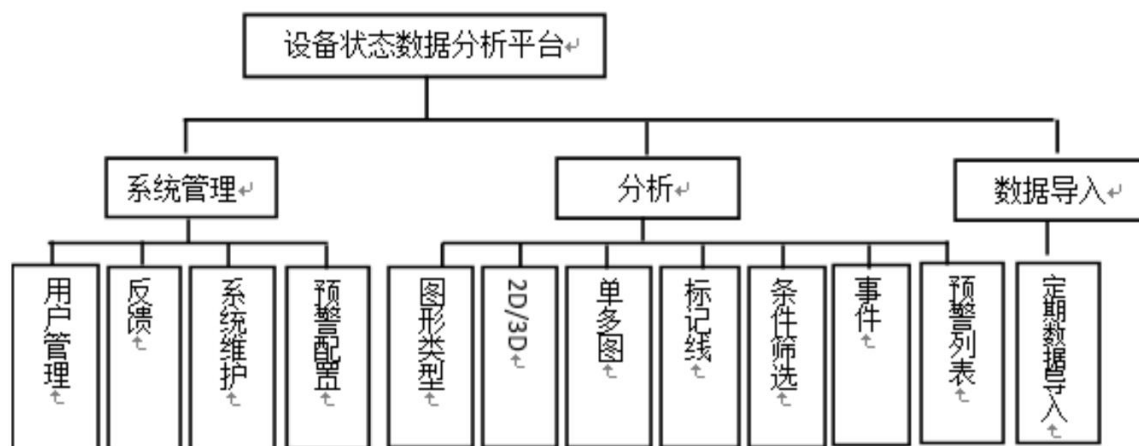 设备状态数据分析平台
系统管理
分析
数据导入
用户管理
反馈
系统维护
预警配置
图形类型
2D/3D
单多图
标记线
条件筛选
事件
预警列表
定期数据导入